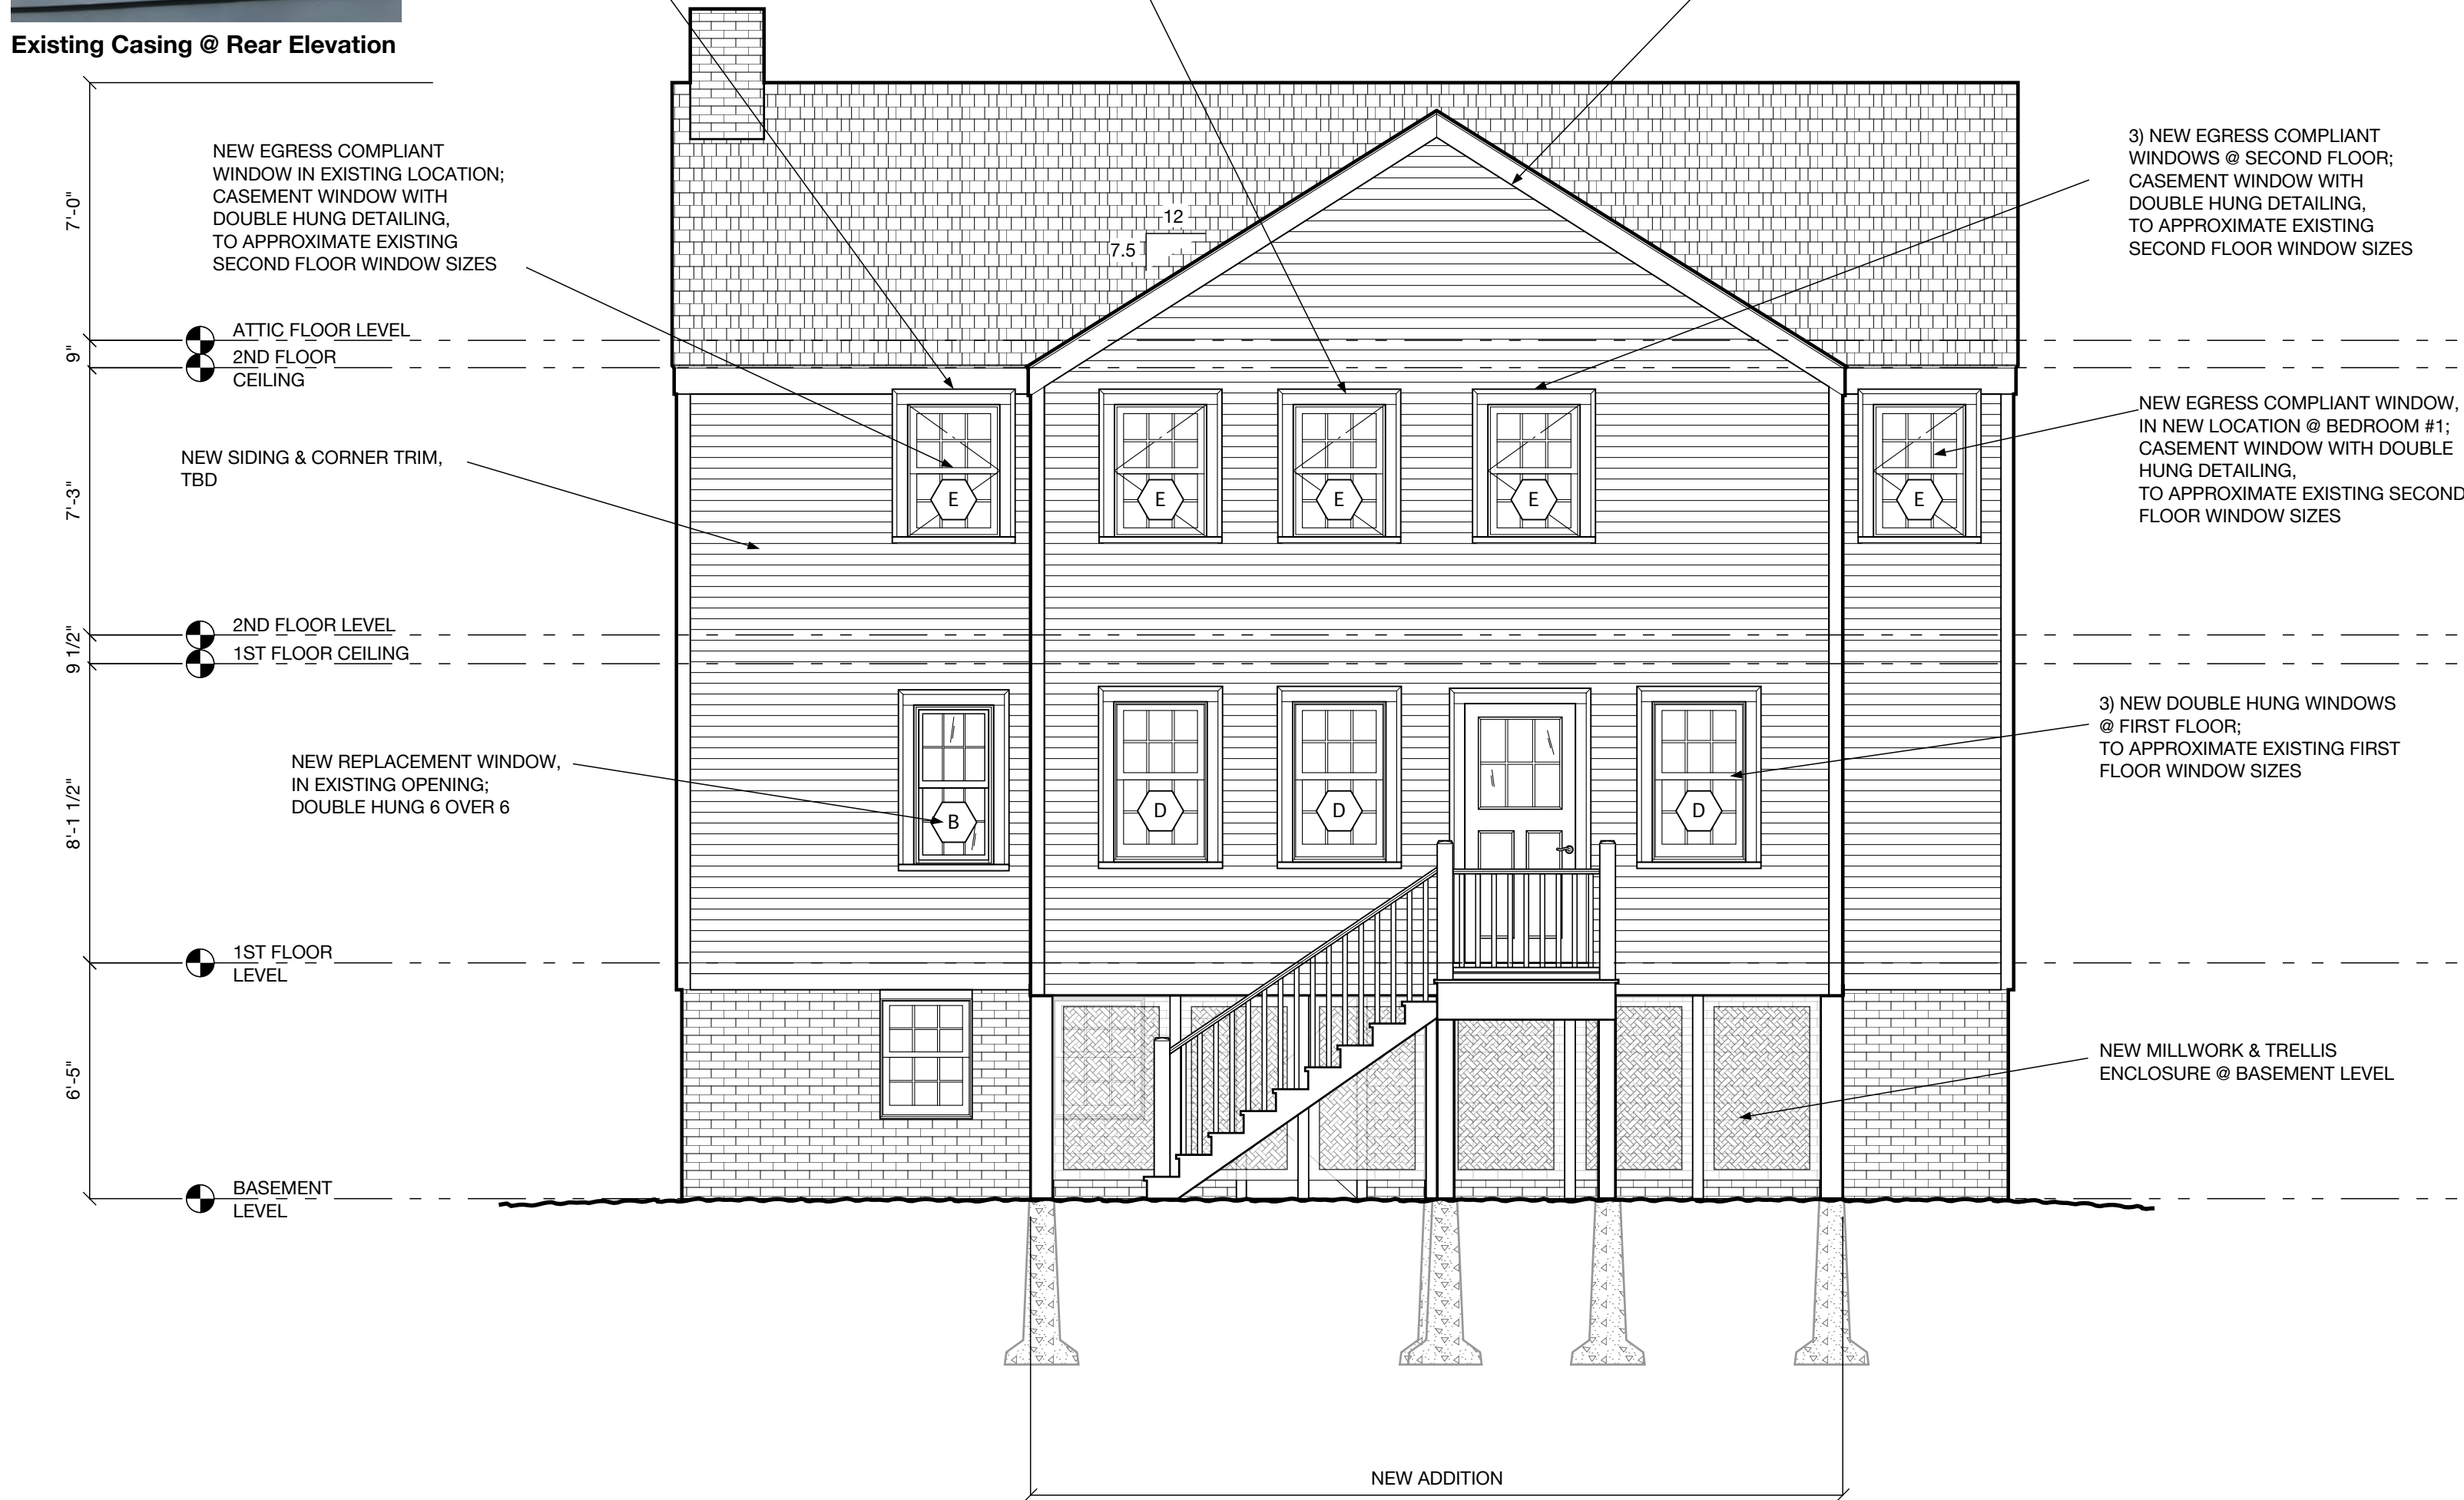 Existing Casing @ Rear Elevation
7'-0"
NEW EGRESS COMPLIANT
WINDOW IN EXISTING LOCATION;
CASEMENT WINDOW WITH
DOUBLE HUNG DETAILING,
TO APPROXIMATE EXISTING
SECOND FLOOR WINDOW SIZES
12
7.5
3) NEW EGRESS COMPLIANT
WINDOWS @ SECOND FLOOR;
CASEMENT WINDOW WITH
DOUBLE HUNG DETAILING,
TO APPROXIMATE EXISTING
SECOND FLOOR WINDOW SIZES
ATTIC FLOOR LEVEL
9"
2ND FLOOR
CEILING
NEW EGRESS COMPLIANT WINDOW,
IN NEW LOCATION @ BEDROOM #1;
CASEMENT WINDOW WITH DOUBLE
HUNG DETAILING,
TO APPROXIMATE EXISTING SECOND
FLOOR WINDOW SIZES
NEW SIDING & CORNER TRIM,
TBD
7'-3"
E
E
E
E
E
2ND FLOOR LEVEL
9 1/2"
1ST FLOOR CEILING
NEW REPLACEMENT WINDOW,
IN EXISTING OPENING;
DOUBLE HUNG 6 OVER 6
3) NEW DOUBLE HUNG WINDOWS
@ FIRST FLOOR;
TO APPROXIMATE EXISTING FIRST
FLOOR WINDOW SIZES
8'-1 1/2"
B
D
D
D
1ST FLOOR
LEVEL
6'-5"
NEW MILLWORK & TRELLIS
ENCLOSURE @ BASEMENT LEVEL
BASEMENT
LEVEL
NEW ADDITION